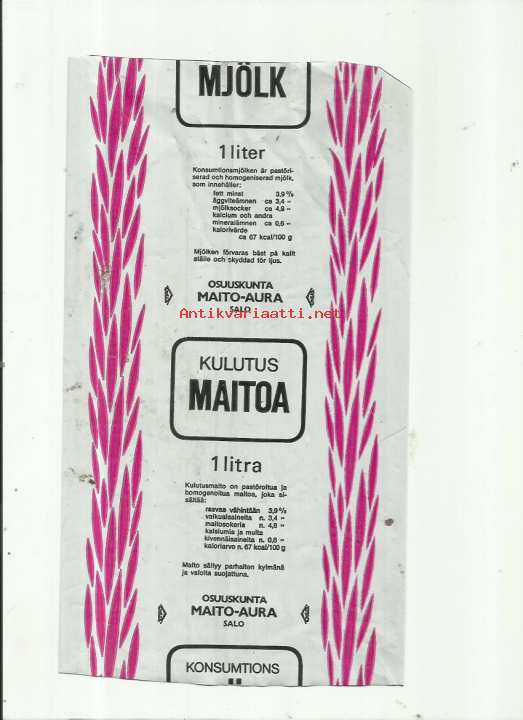 MJÖLK
1 liter
Konsumtionsmjölken är pastöri-
serad och homogeniserad mjölk,
som innehåller:
fett minst 3,9 %
äggviteämnen ca 3,4 "
mjölksocker ca 4,8 "
kalcium och andra
mineralämnen ca 0,6 "
kalorivärde
ca 67 kcal/100 g
Mjölken förvaras bäst på kallt
ställe och skyddad för ljus.
OSUUSKUNTA
MAITO-AURA
SALO
Antikvariaatti.net
KULUTUS
MAITOA
1 litra
Kulutusmaito on pastöroitua ja
homogenoitua maitoa, joka si-
sältää:
rasvaa vähintään 3,9 %
valkuaisaineita n. 3,4 "
maitosokeria n. 4,8 "
kalsiumia ja muita
kivennäisaineita n. 0,6 "
kaloriarvo n. 67 kcal/100 g
Maito säilyy parhaiten kylmänä
ja valolta suojattuna.
OSUUSKUNTA
MAITO-AURA
SALO
KONSUMTIONS